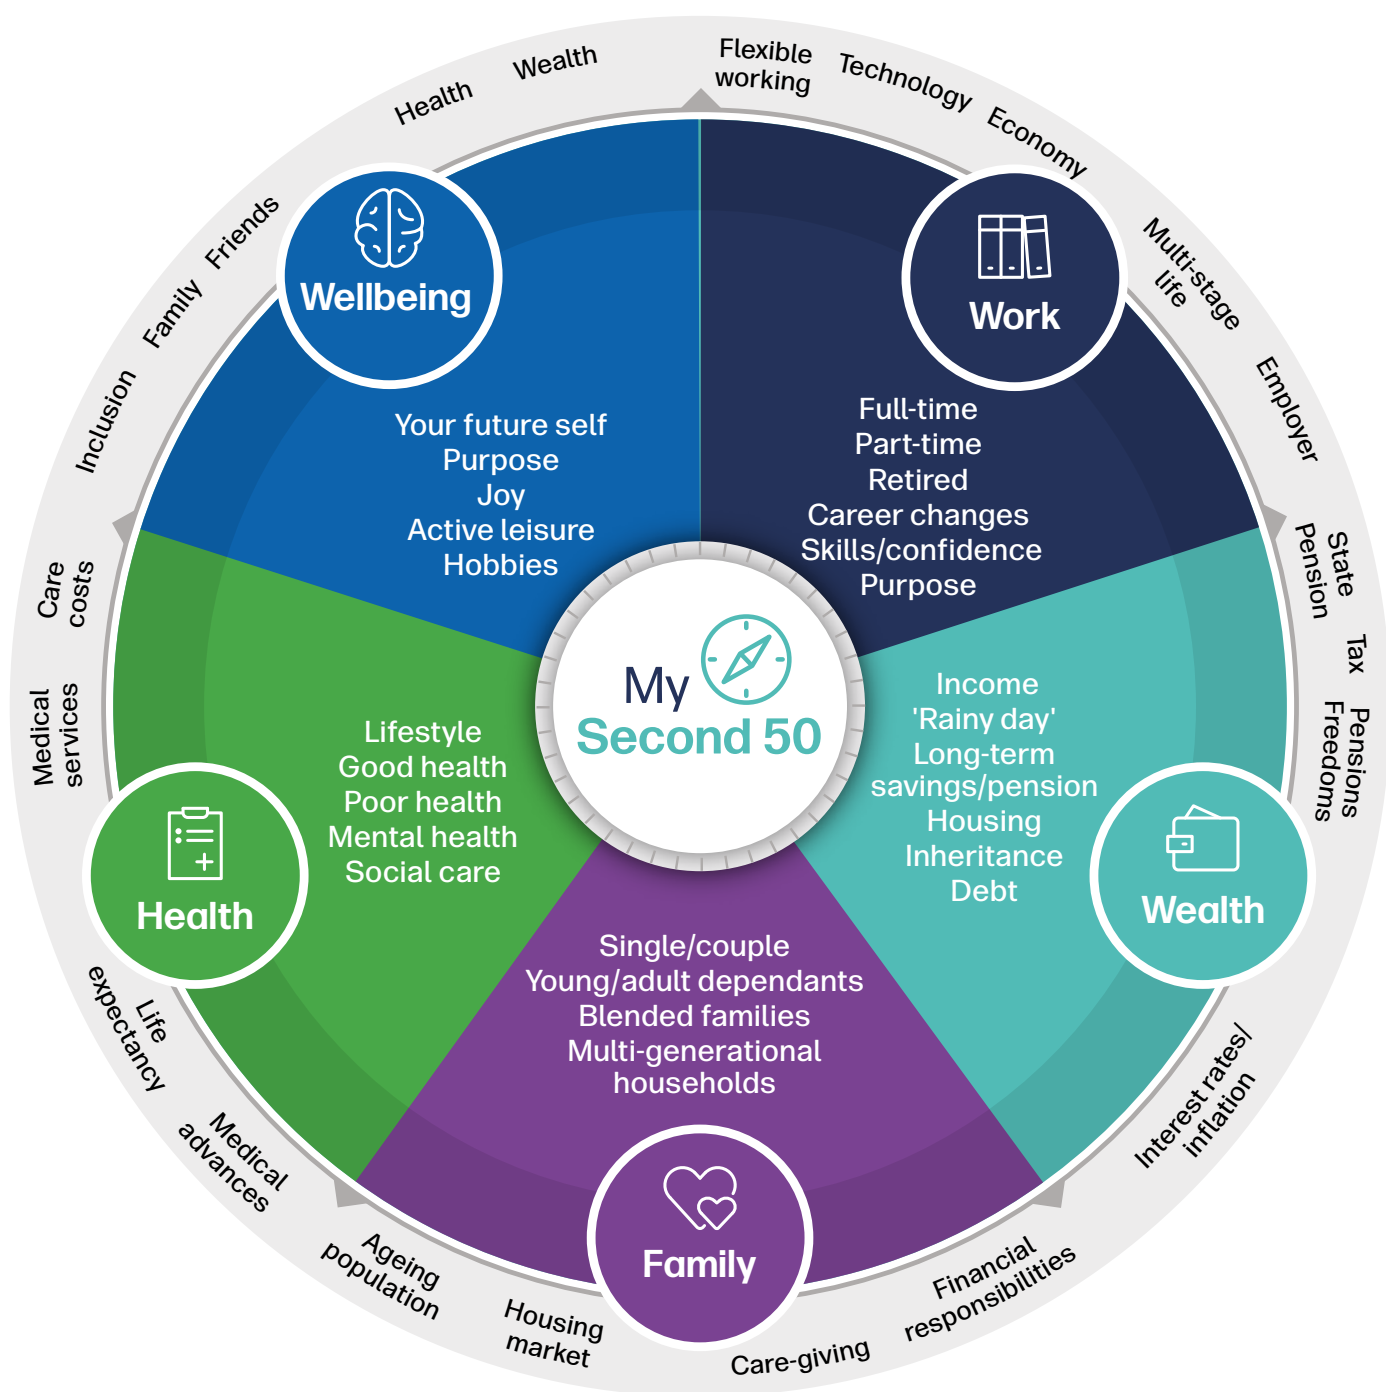 My
Second 50
Work
Full-time
Part-time
Retired
Career changes
Skills/confidence
Purpose
Flexible
working
Technology
Economy
Multi-stage
life
Employer
Wealth
Income
'Rainy day'
Long-term
savings/pension
Housing
Inheritance
Debt
State
Pension
Tax
Pensions
Freedoms
Interest rates/
inflation
Family
Single/couple
Young/adult dependants
Blended families
Multi-generational
households
Financial
responsibilities
Care-giving
Housing
market
Ageing
population
Health
Lifestyle
Good health
Poor health
Mental health
Social care
Medical
advances
Life
expectancy
Medical
services
Care
costs
Wellbeing
Your future self
Purpose
Joy
Active leisure
Hobbies
Inclusion
Family
Friends
Health
Wealth